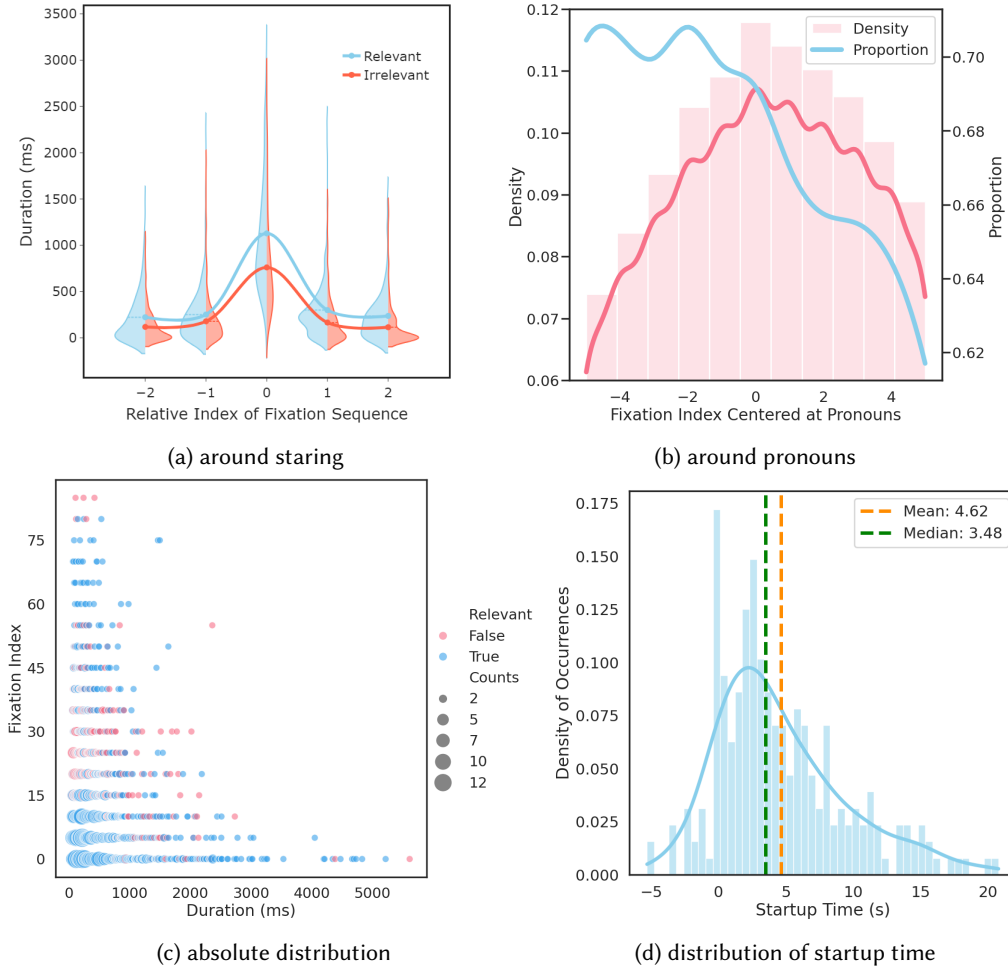 3500
3000
2500
2000
1500
1000
500
0
Duration (ms)
Relevant
Irrelevant
−2 −1 0 1 2
Relative Index of Fixation Sequence
(a) around staring
0.12
0.11
0.10
0.09
0.08
0.07
0.06
Density
Density
Proportion
0.70
0.68
0.66
0.64
0.62
Proportion
−4 −2 0 2 4
Fixation Index Centered at Pronouns
(b) around pronouns
75
60
45
30
15
0
Fixation Index
Relevant
False
True
Counts
2
5
7
10
12
0 1000 2000 3000 4000 5000
Duration (ms)
(c) absolute distribution
0.175
0.150
0.125
0.100
0.075
0.050
0.025
0.000
Density of Occurrences
Mean: 4.62
Median: 3.48
−5 0 5 10 15 20
Startup Time (s)
(d) distribution of startup time